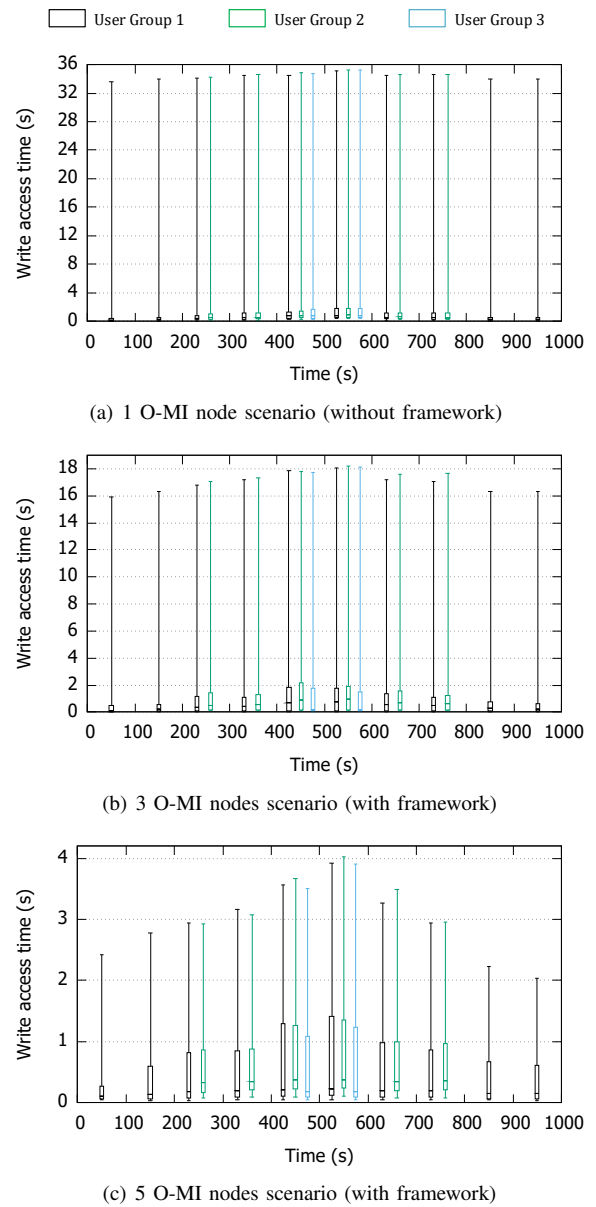 User Group 1 User Group 2 User Group 3
36
32
28
24
20
16
12
8
4
0
Write access time (s)
0 100 200 300 400 500 600 700 800 900 1000
Time (s)
(a) 1 O-MI node scenario (without framework)
18
16
14
12
10
8
6
4
2
0
Write access time (s)
0 100 200 300 400 500 600 700 800 900 1000
Time (s)
(b) 3 O-MI nodes scenario (with framework)
4
3
2
1
0
Write access time (s)
0 100 200 300 400 500 600 700 800 900 1000
Time (s)
(c) 5 O-MI nodes scenario (with framework)